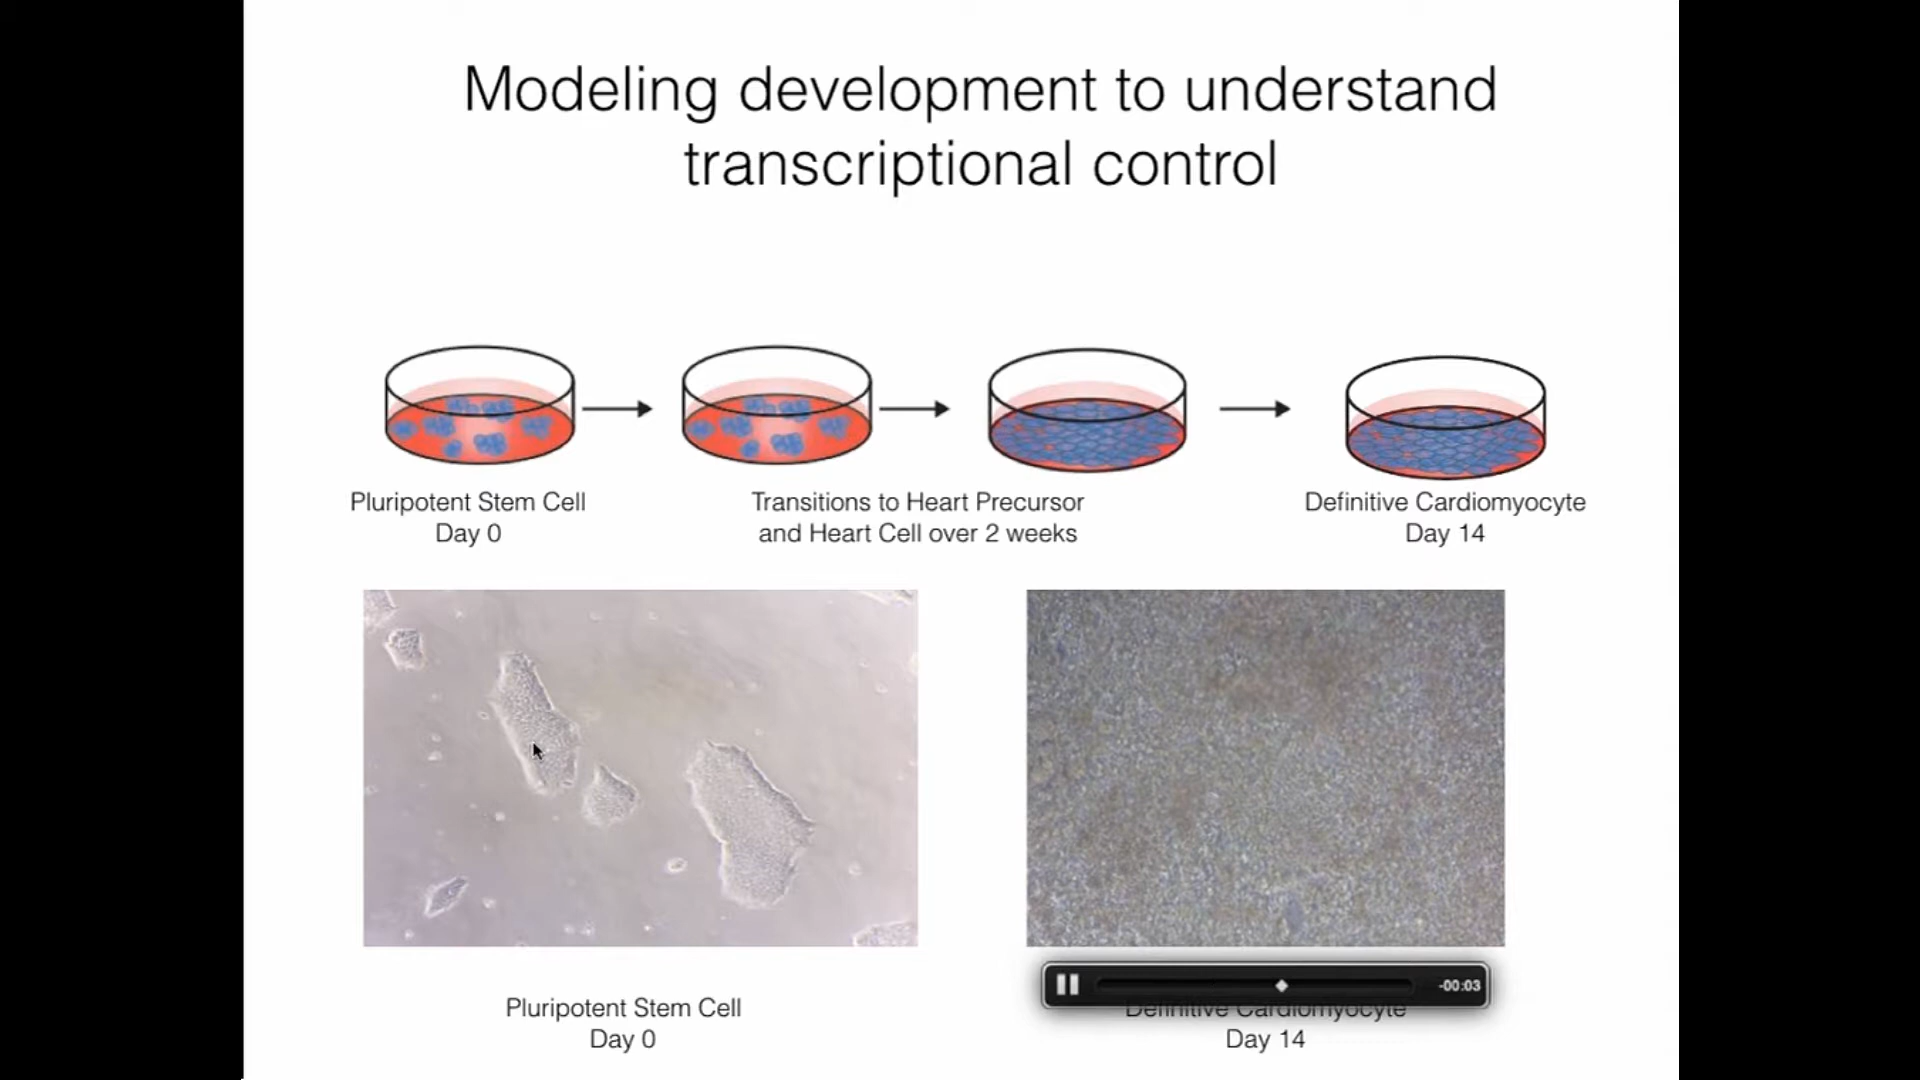 Modeling development to understand
transcriptional control
Pluripotent Stem Cell
Day 0
Transitions to Heart Precursor
and Heart Cell over 2 weeks
Definitive Cardiomyocyte
Day 14
Pluripotent Stem Cell
Day 0
-00:03
Definitive Cardiomyocyte
Day 14